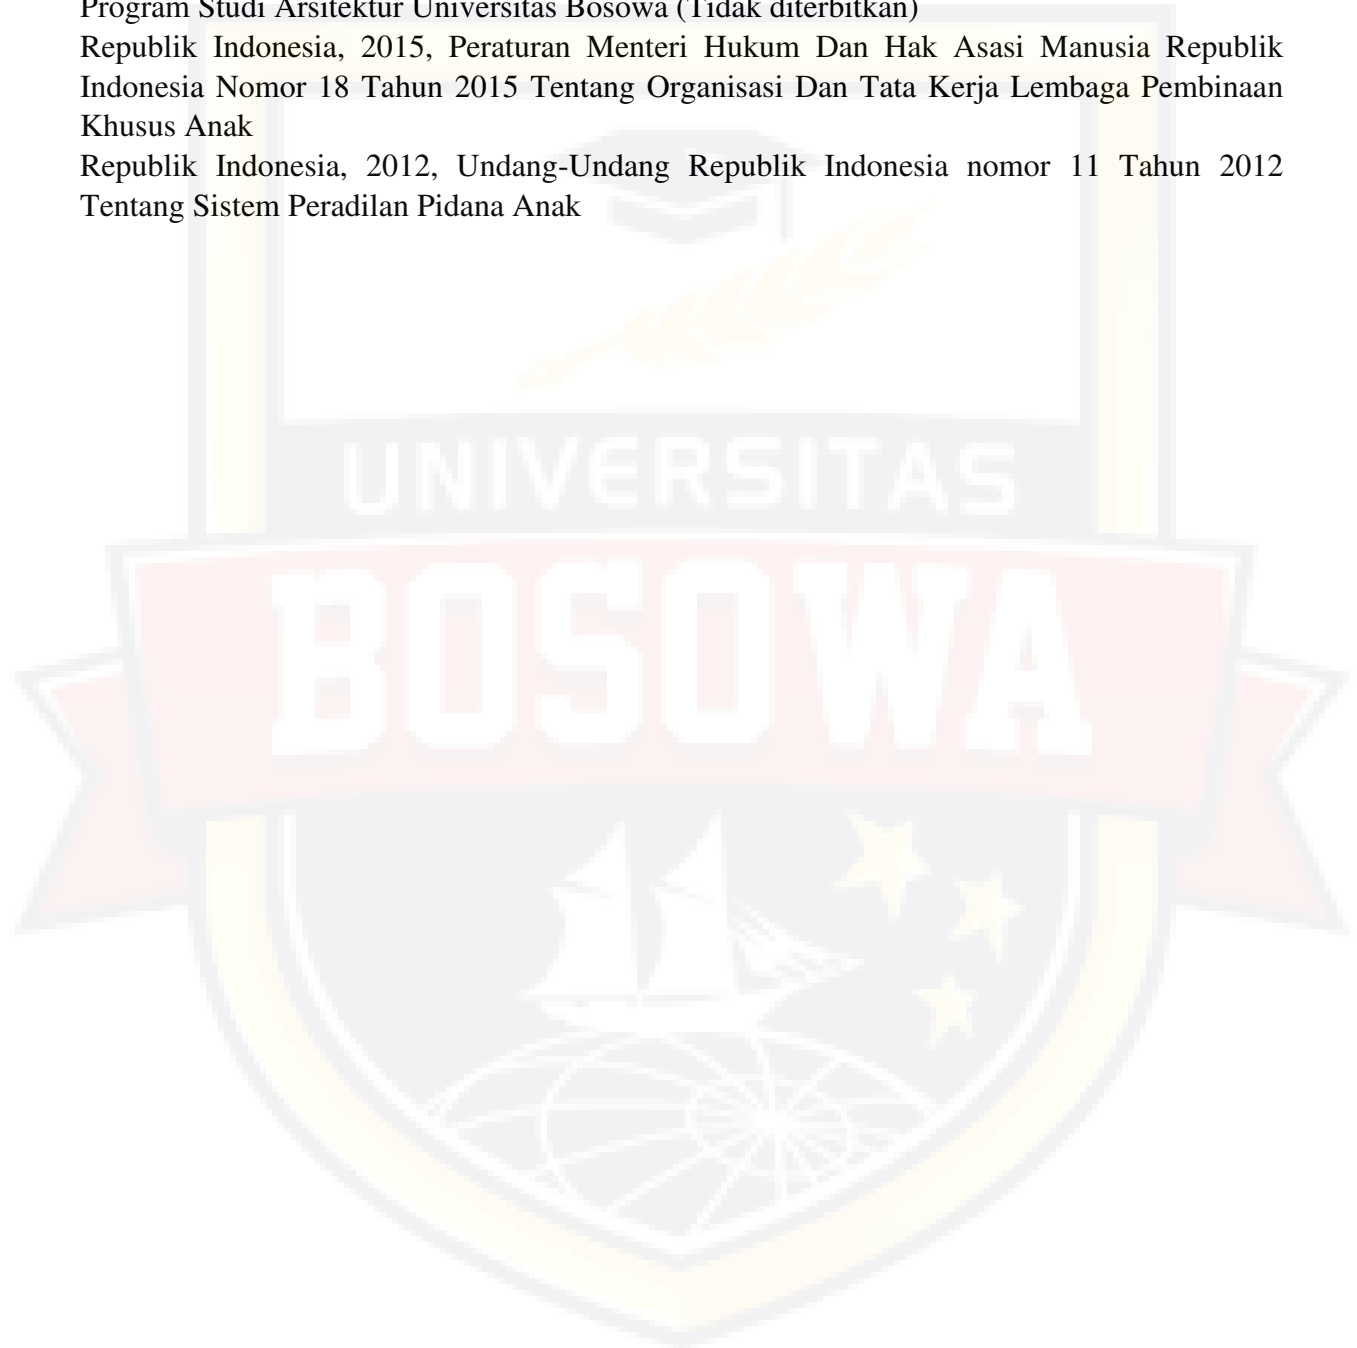 Program Studi Arsitektur Universitas Bosowa (Tidak diterbitkan)
Republik Indonesia, 2015, Peraturan Menteri Hukum Dan Hak Asasi Manusia Republik
Indonesia Nomor 18 Tahun 2015 Tentang Organisasi Dan Tata Kerja Lembaga Pembinaan
Khusus Anak
Republik Indonesia, 2012, Undang-Undang Republik Indonesia nomor 11 Tahun 2012
Tentang Sistem Peradilan Pidana Anak
UNIVERSITAS
BOSOWA